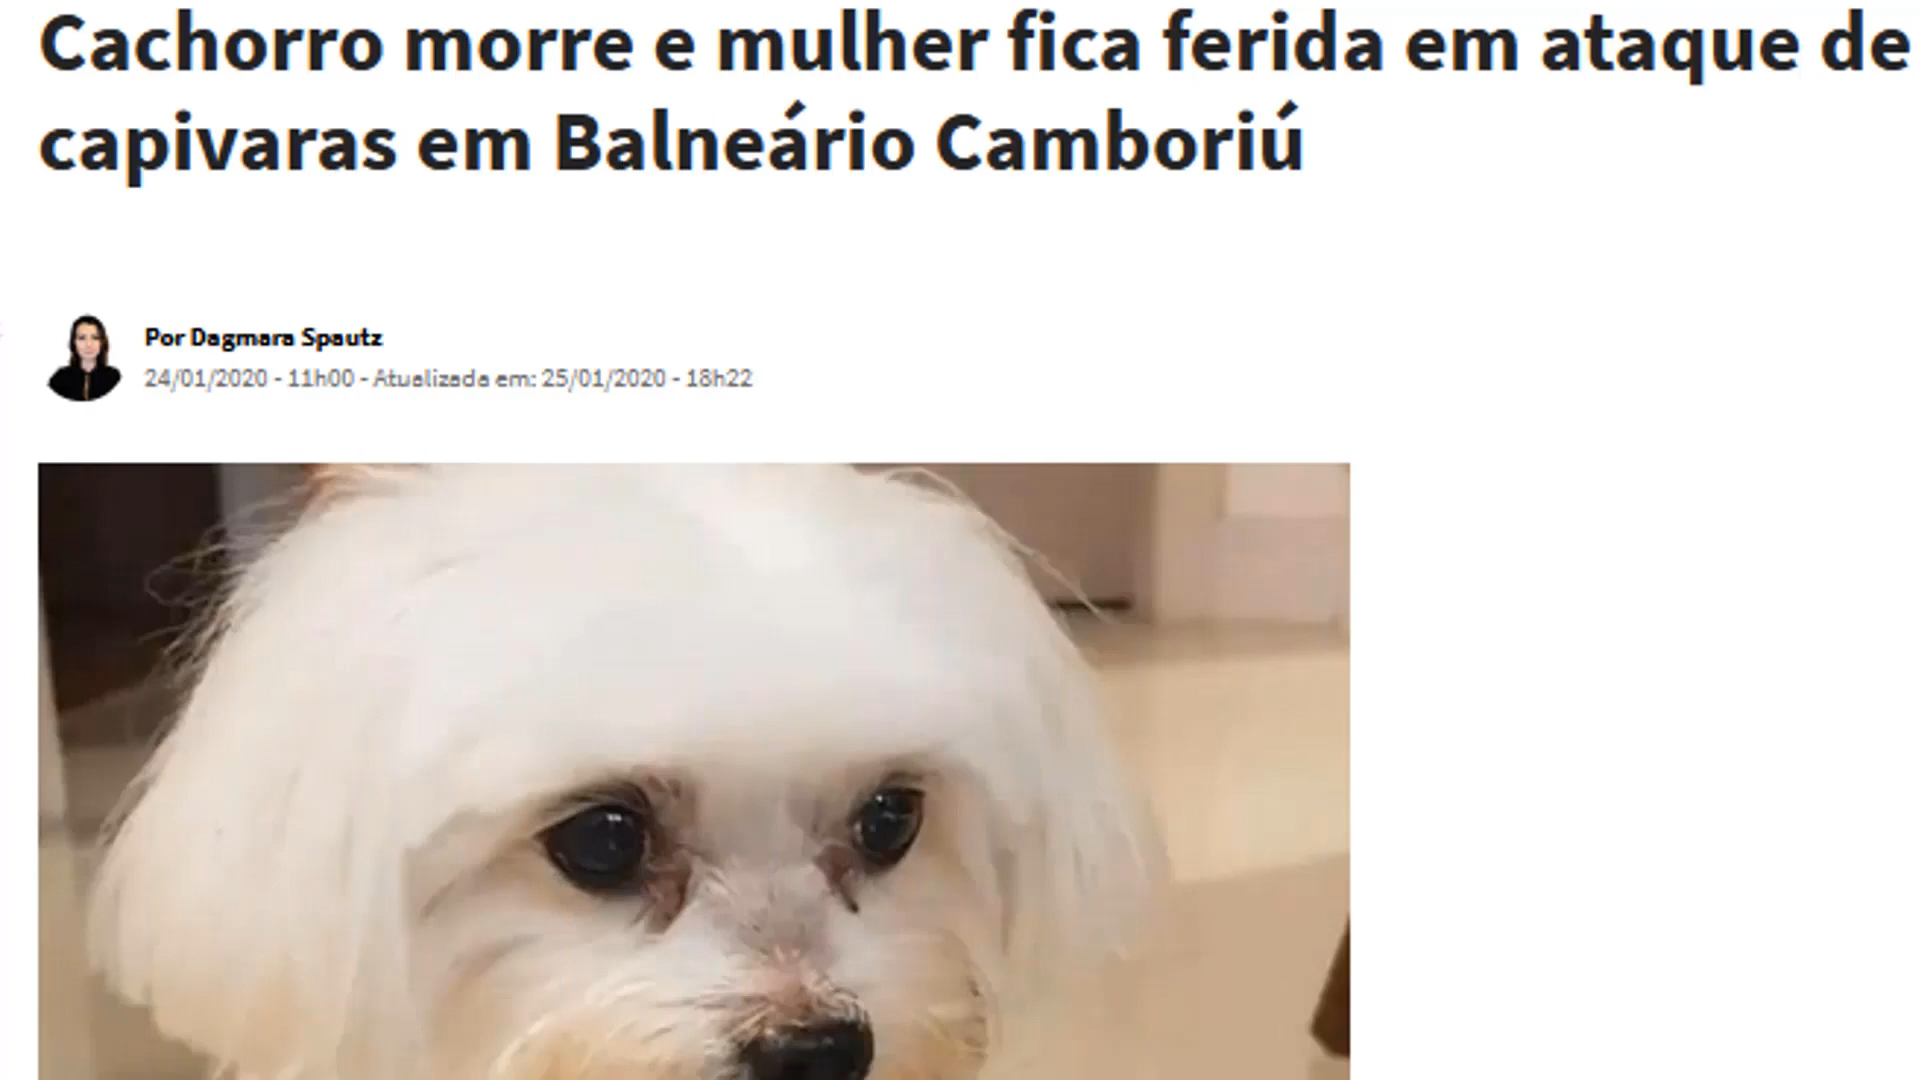 Cachorro morre e mulher fica ferida em ataque de
capivaras em Balneário Camboriú
Por Dagmara Spautz
24/01/2020 - 11h00 - Atualizada em: 25/01/2020 - 18h22